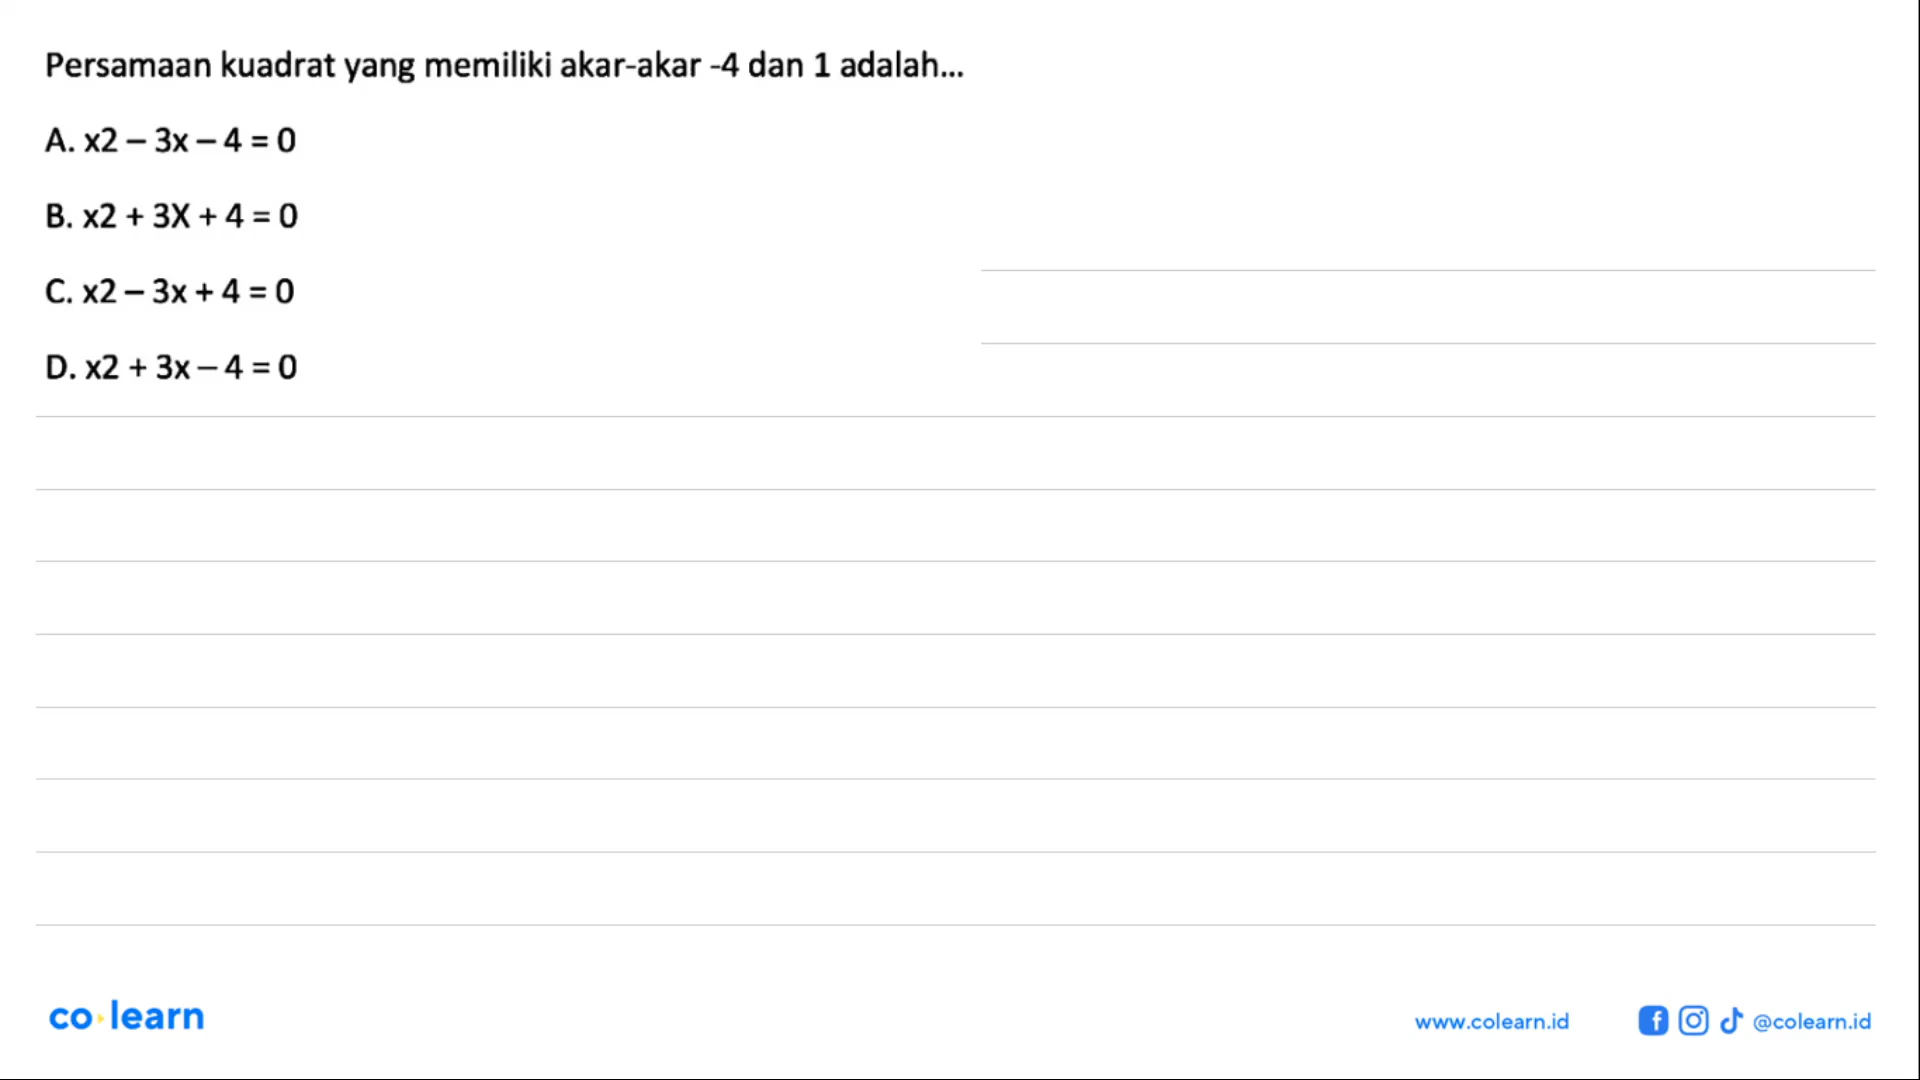 Persamaan kuadrat yang memiliki akar-akar -4 dan 1 adalah...
A. x2 – 3x – 4 = 0
B. x2 + 3X + 4 = 0
C. x2 – 3x + 4 = 0
D. x2 + 3x – 4 = 0
co learn
www.colearn.id
@colearn.id